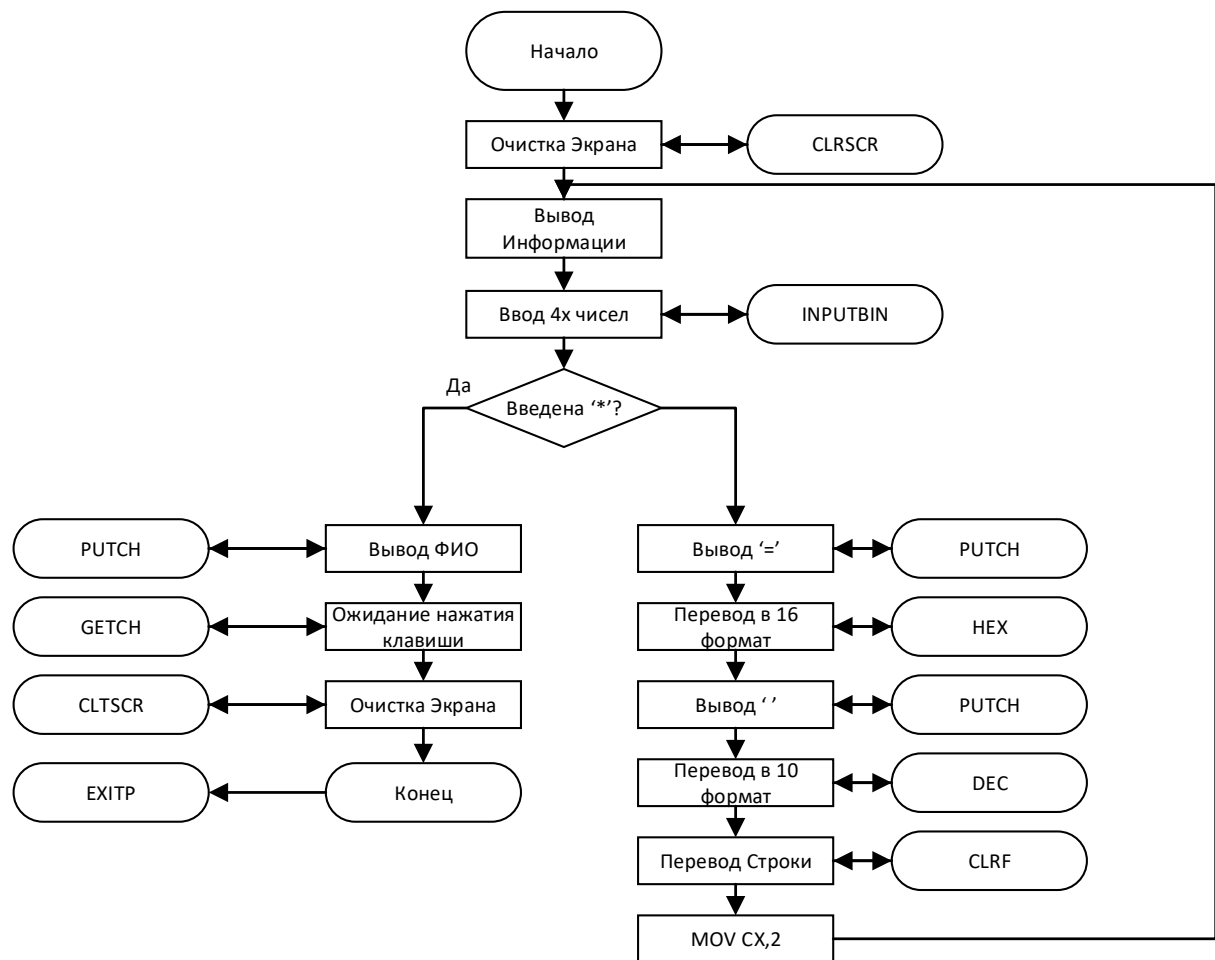 Начало
Очистка Экрана
CLRSCR
Вывод
Информации
Ввод 4х чисел
INPUTBIN
Да
Введена ‘*’?
PUTCH
Вывод ФИО
Вывод ‘=’
PUTCH
GETCH
Ожидание нажатия
клавиши
Перевод в 16
формат
HEX
CLTSCR
Очистка Экрана
Вывод ‘ ’
PUTCH
EXITP
Конец
Перевод в 10
формат
DEC
Перевод Строки
CLRF
MOV CX,2